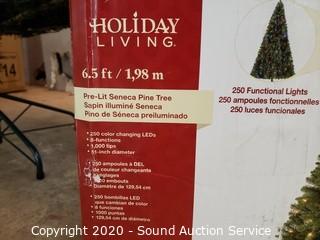 14
HOLIDAY
LIVING®
6.5 ft / 1,98 m
Pre-Lit Seneca Pine Tree
Sapin illuminé Seneca
Pino de Séneca preiluminado
250 Functional Lights
250 ampoules fonctionnelles
250 luces funcionales
•250 color changing LEDs
•8-functions
•1,000 tips
•51-inch diameter
•250 ampoules à DEL
de couleur changeante
embouts
Diamètre de 129,54 cm
•250 bombillas LED
que cambian de color
•8 funciones
•1000 puntas
•129,54 cm de diámetro
Copyright 2020 - Sound Auction Service